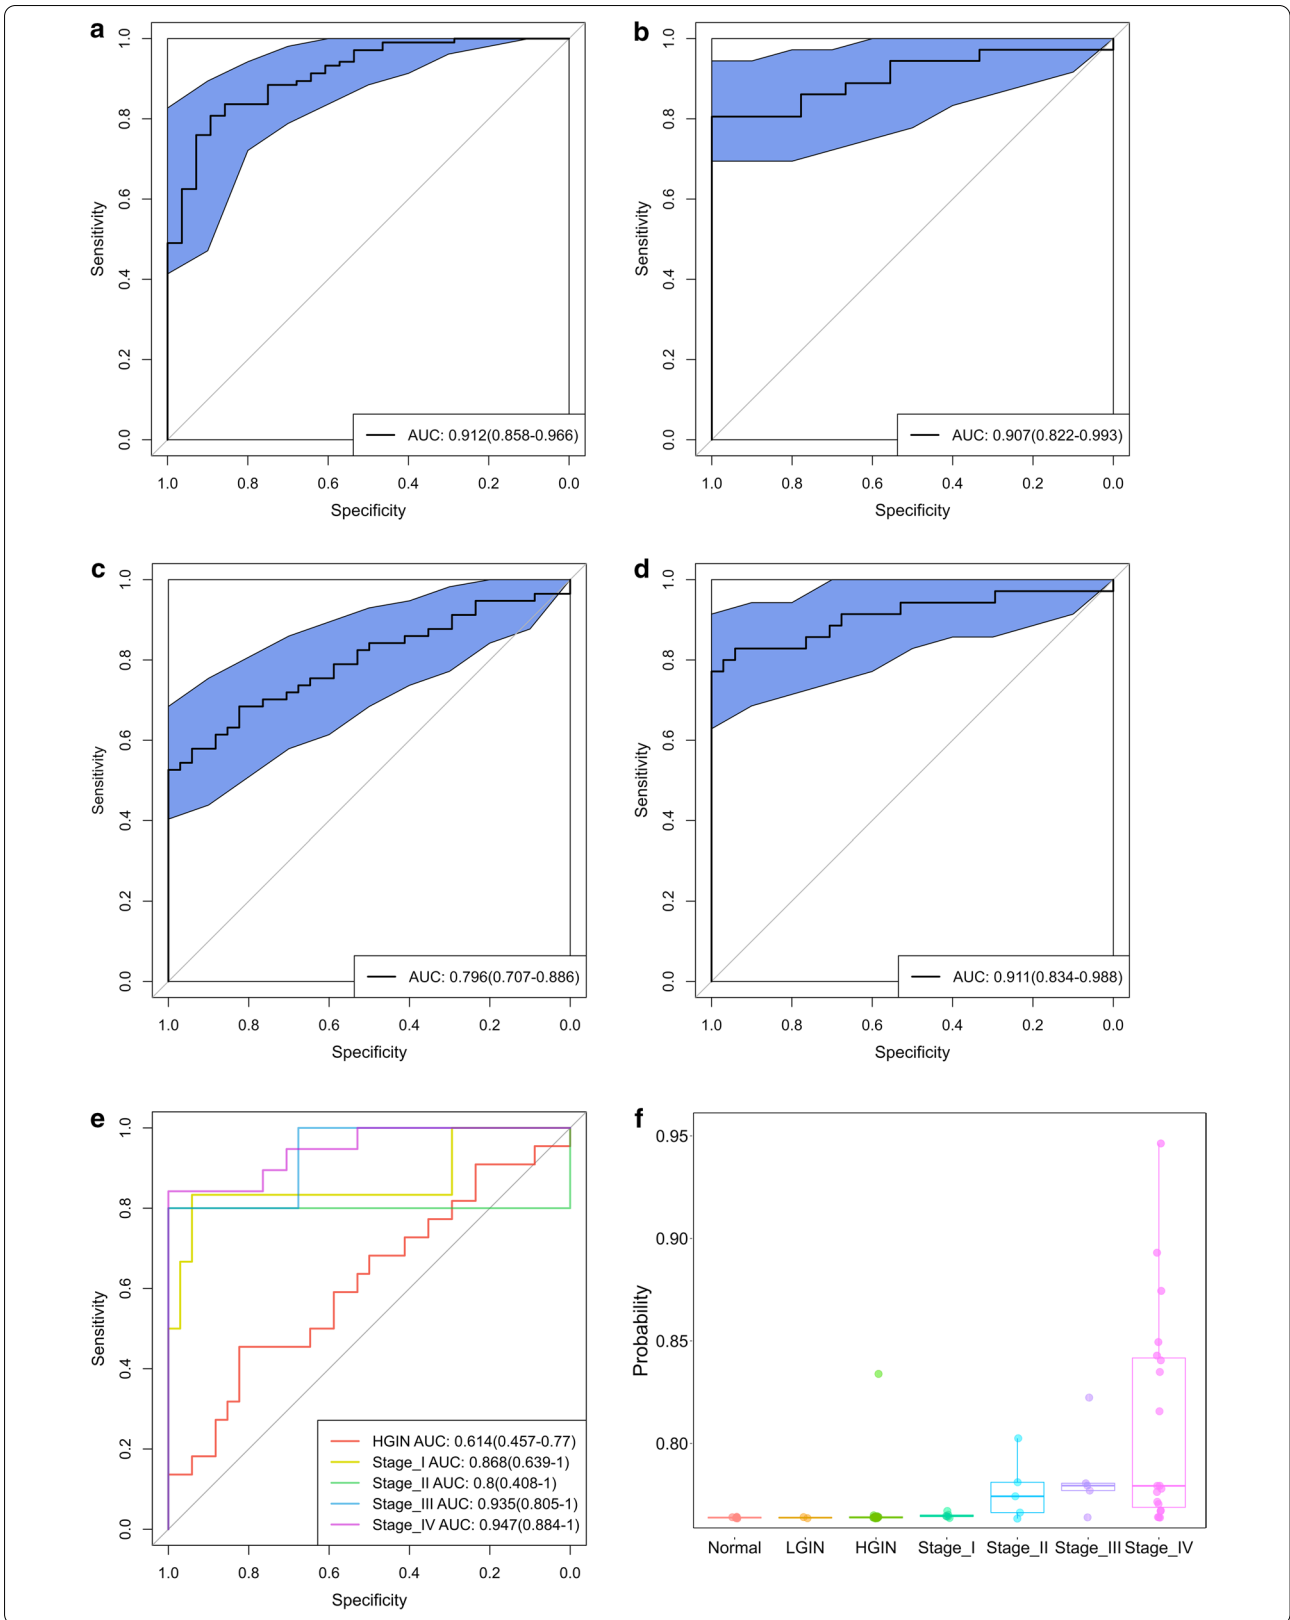 a
1.0
0.8
0.6
0.4
0.2
0.0
Sensitivity
AUC: 0.912(0.858-0.966)
1.0 0.8 0.6 0.4 0.2 0.0
Specificity
b
1.0
0.8
0.6
0.4
0.2
0.0
Sensitivity
AUC: 0.907(0.822-0.993)
1.0 0.8 0.6 0.4 0.2 0.0
Specificity
c
1.0
0.8
0.6
0.4
0.2
0.0
Sensitivity
AUC: 0.796(0.707-0.886)
1.0 0.8 0.6 0.4 0.2 0.0
Specificity
d
1.0
0.8
0.6
0.4
0.2
0.0
Sensitivity
AUC: 0.911(0.834-0.988)
1.0 0.8 0.6 0.4 0.2 0.0
Specificity
e
1.0
0.8
0.6
0.4
0.2
0.0
Sensitivity
HGIN AUC: 0.614(0.457-0.77)
Stage_I AUC: 0.868(0.639-1)
Stage_II AUC: 0.8(0.408-1)
Stage_III AUC: 0.935(0.805-1)
Stage_IV AUC: 0.947(0.884-1)
1.0 0.8 0.6 0.4 0.2 0.0
Specificity
f
0.95
0.90
0.85
0.80
Probability
Normal LGIN HGIN Stage_I Stage_II Stage_III Stage_IV